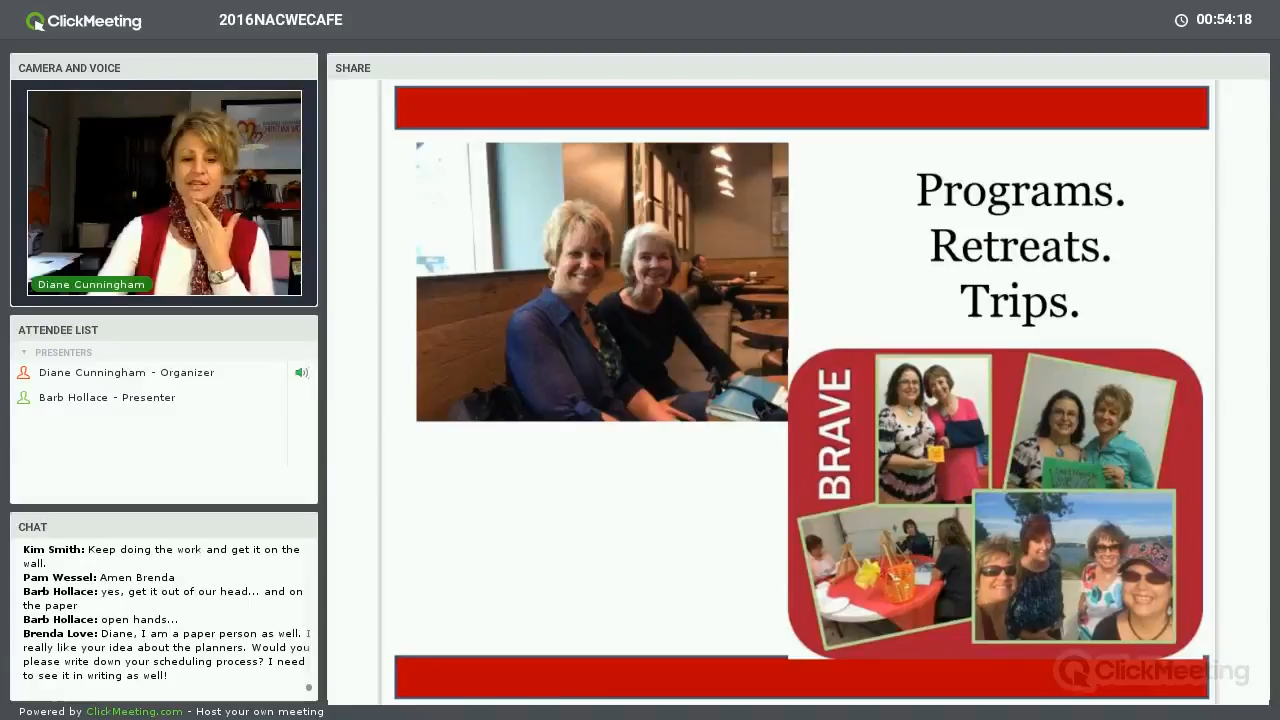 ClickMeeting
2016NACWECAFE
00:54:18
CAMERA AND VOICE
Diane Cunningham
ATTENDEE LIST
PRESENTERS
Diane Cunningham - Organizer
Barb Hollace - Presenter
CHAT
Kim Smith: Keep doing the work and get it on the
wall.
Pam Wessel: Amen Brenda
Barb Hollace: yes, get it out of our head... and on
the paper
Barb Hollace: open hands...
Brenda Love: Diane, I am a paper person as well. I
really like your idea about the planners. Would you
please write down your scheduling process? I need
to see it in writing as well!
SHARE
Programs.
Retreats.
Trips.
BRAVE
ClickMeeting
Powered by ClickMeeting.com - Host your own meeting